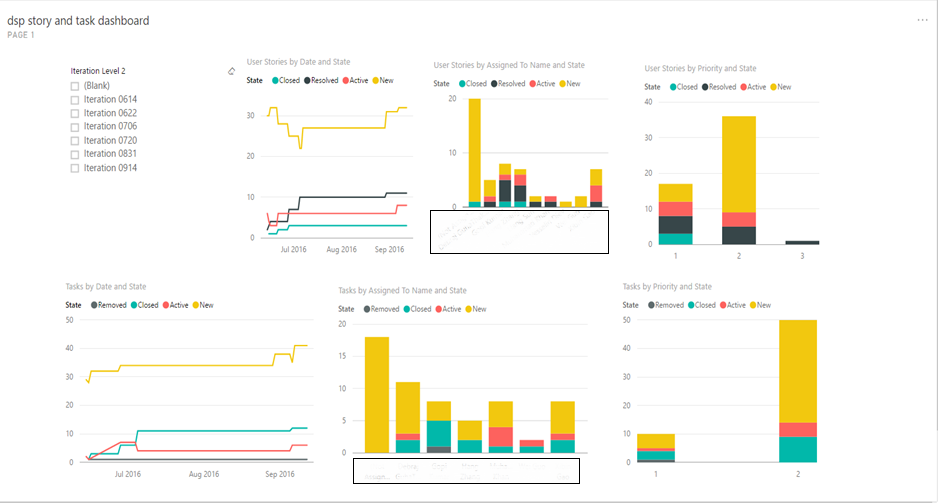 dsp story and task dashboard
PAGE 1
...
Iteration Level 2
(Blank)
Iteration 0614
Iteration 0622
Iteration 0706
Iteration 0720
Iteration 0831
Iteration 0914
User Stories by Date and State
State Closed Resolved Active New
30
20
10
0
Jul 2016 Aug 2016 Sep 2016
User Stories by Assigned To Name and State
State Closed Resolved Active New
20
10
0
User Stories by Priority and State
State Closed Resolved Active New
40
30
20
10
0
1 2 3
Tasks by Date and State
State Removed Closed Active New
50
40
30
20
10
0
Jul 2016 Aug 2016 Sep 2016
Tasks by Assigned To Name and State
State Removed Closed Active New
20
15
10
5
0
Tasks by Priority and State
State Removed Closed Active New
50
40
30
20
10
0
1 2